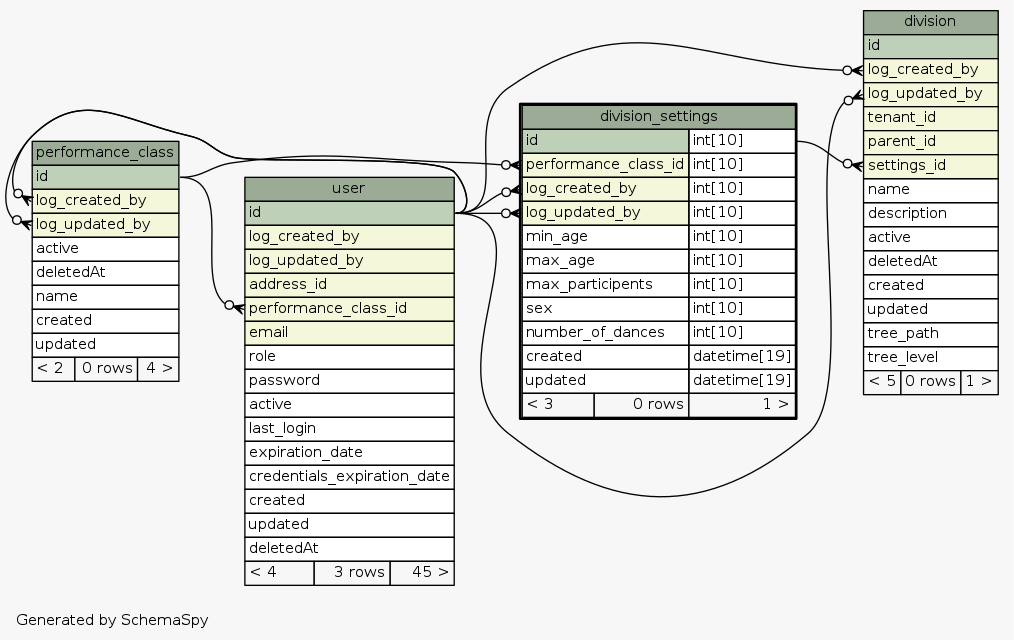 performance_class
id
log_created_by
log_updated_by
active
deletedAt
name
created
updated
< 2 0 rows 4 >
user
id
log_created_by
log_updated_by
address_id
performance_class_id
email
role
password
active
last_login
expiration_date
credentials_expiration_date
created
updated
deletedAt
< 4 3 rows 45 >
division_settings
id int[10]
performance_class_id int[10]
log_created_by int[10]
log_updated_by int[10]
min_age int[10]
max_age int[10]
max_participants int[10]
sex int[10]
number_of_dances int[10]
created datetime[19]
updated datetime[19]
< 3 0 rows 1 >
division
id
log_created_by
log_updated_by
tenant_id
parent_id
settings_id
name
description
active
deletedAt
created
updated
tree_path
tree_level
< 5 0 rows 1 >
Generated by SchemaSpy